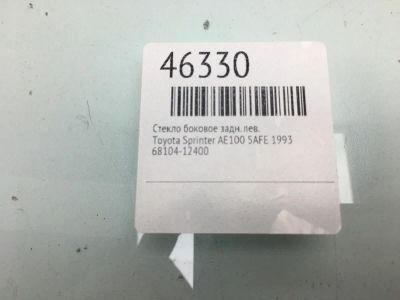 46330
Стекло боковое задн. лев.
Toyota Sprinter AE100 5AFE 1993
68104-12400